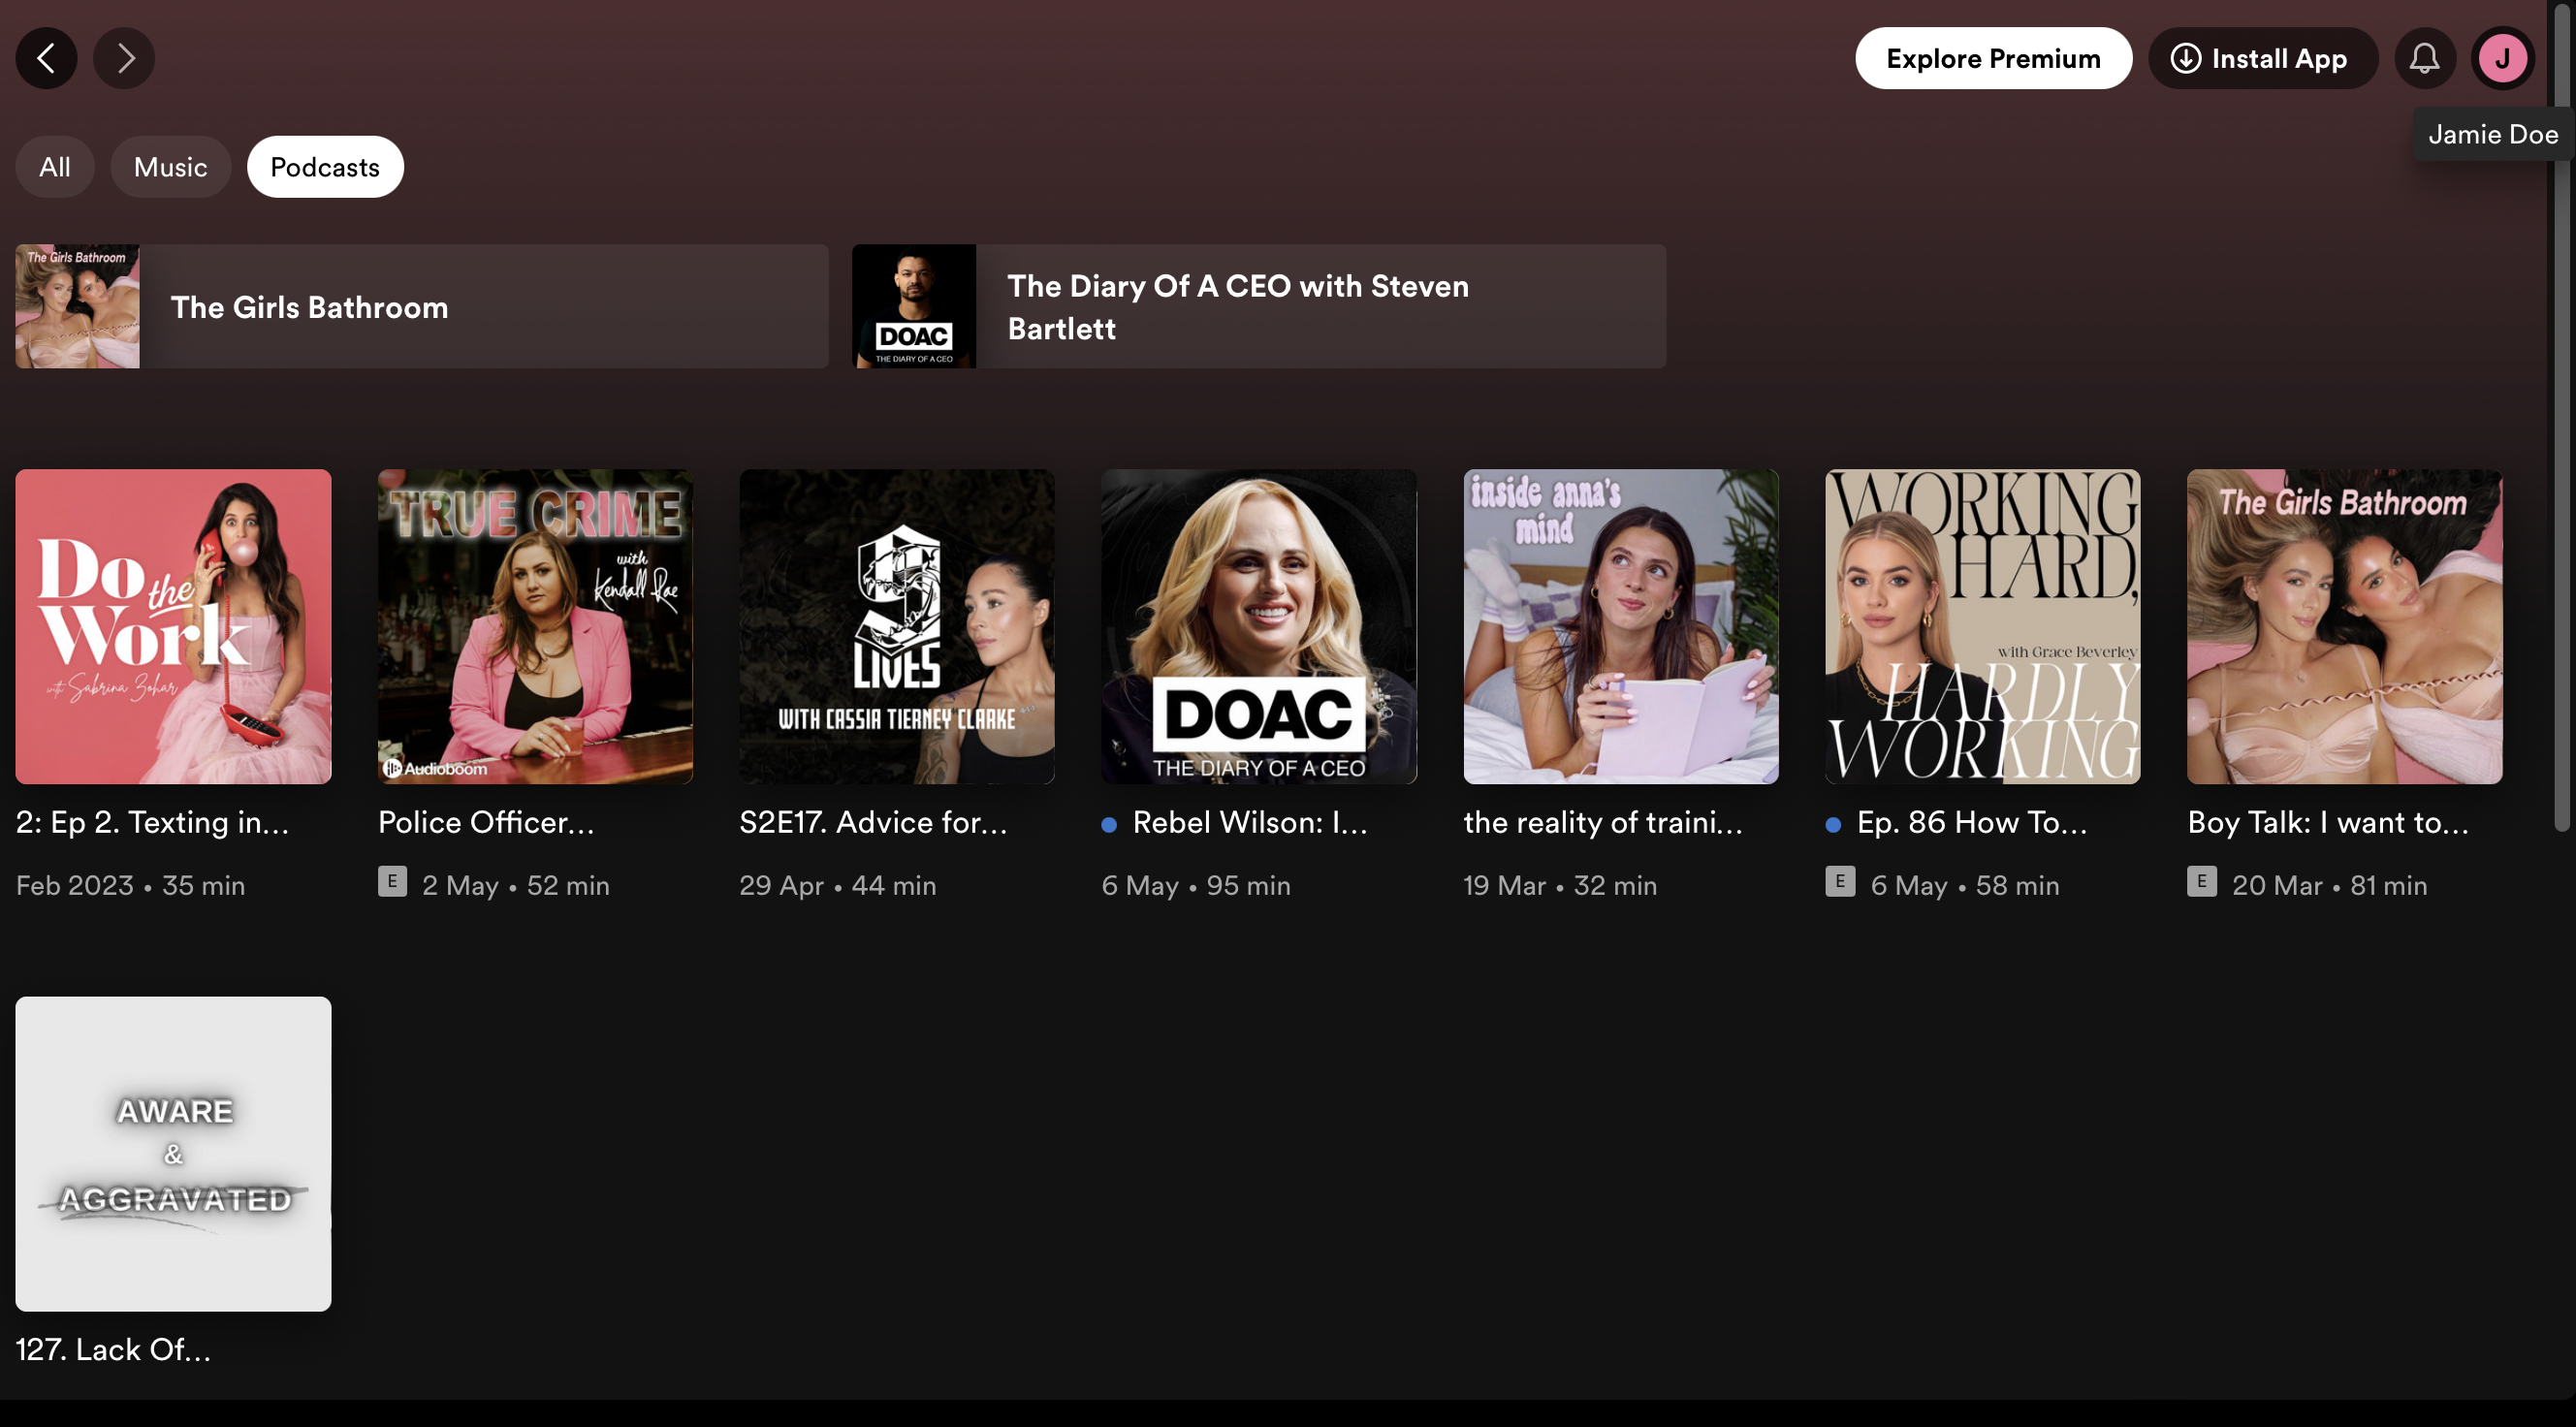 Explore Premium
Install App
J
Jamie Doe
All
Music
Podcasts
The Girls Bathroom
The Girls Bathroom
DOAC
THE DIARY OF A CEO
The Diary Of A CEO with Steven
Bartlett
Do
the
Work
with Sabrina Zohar
2: Ep 2. Texting in...
Feb 2023 • 35 min
TRUE CRIME
with
Kendall Rae
Audioboom
Police Officer...
E 2 May • 52 min
9
LIVES
WITH CASSIA TIERNEY CLARKE
S2E17. Advice for...
29 Apr • 44 min
DOAC
THE DIARY OF A CEO
Rebel Wilson: I...
6 May • 95 min
inside anna's
mind
the reality of traini...
19 Mar • 32 min
WORKING
HARD,
with Grace Beverley
HARDLY
WORKING
Ep. 86 How To...
E 6 May • 58 min
The Girls Bathroom
Boy Talk: I want to...
E 20 Mar • 81 min
AWARE
&
AGGRAVATED
127. Lack Of...